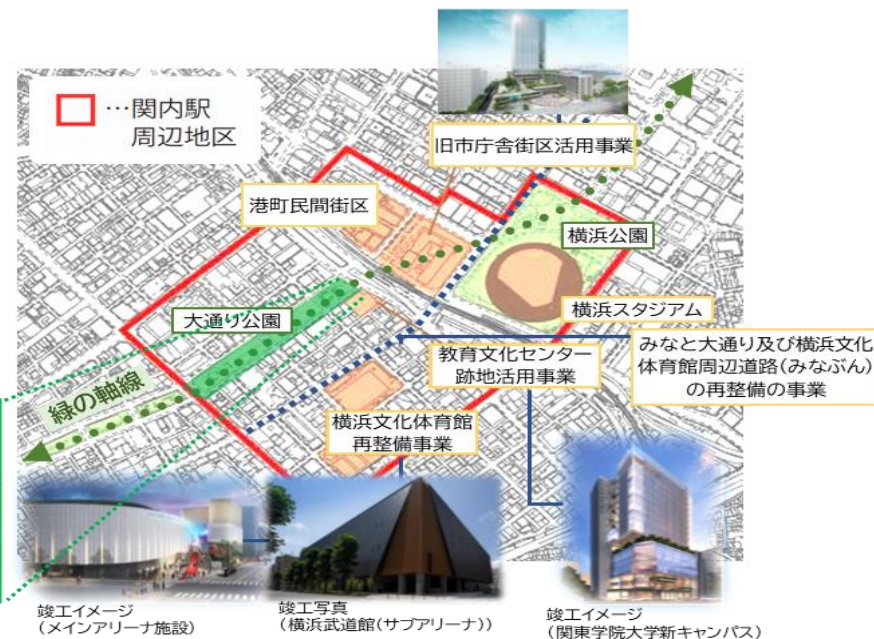 …関内駅
周辺地区
旧市庁舎街区活用事業
港町民間街区
横浜公園
大通り公園
横浜スタジアム
教育文化センター
跡地活用事業
みなと大通り及び横浜文化
体育館周辺道路(みなぶん)
の再整備の事業
緑の軸線
横浜文化体育館
再整備事業
竣工イメージ
(メインアリーナ施設)
竣工写真
(横浜武道館(サブアリーナ))
竣工イメージ
(関東学院大学新キャンパス)